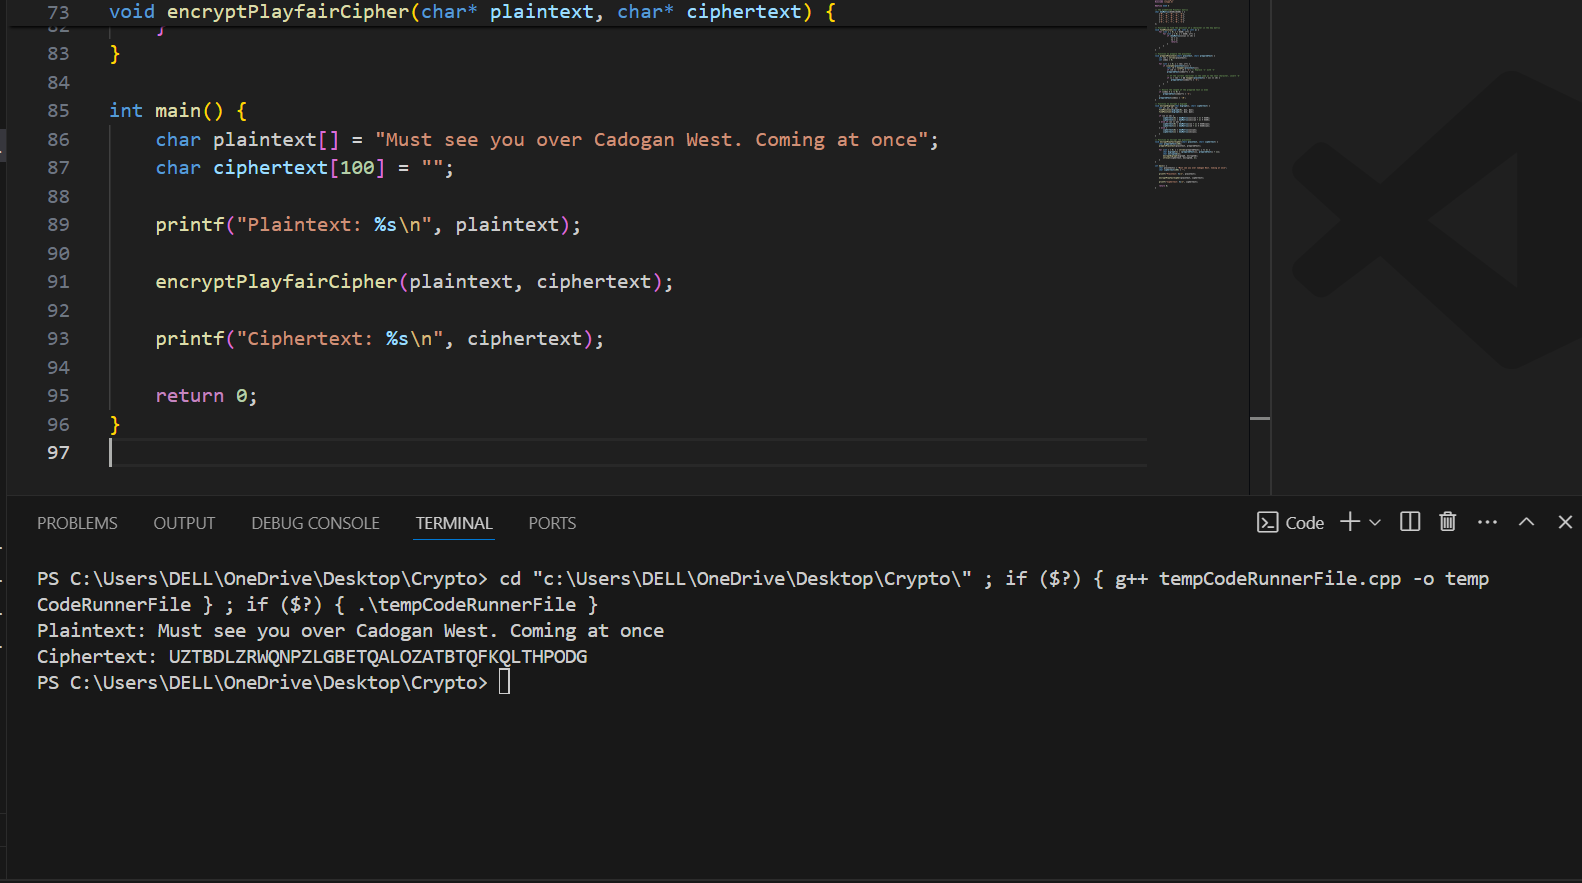 73 void encryptPlayfairCipher(char* plaintext, char* ciphertext) {
82 }
83 }
84
85 int main() {
86 char plaintext[] = "Must see you over Cadogan West. Coming at once";
87 char ciphertext[100] = "";
88
89 printf("Plaintext: %s\n", plaintext);
90
91 encryptPlayfairCipher(plaintext, ciphertext);
92
93 printf("Ciphertext: %s\n", ciphertext);
94
95 return 0;
96 }
97
PROBLEMS OUTPUT DEBUG CONSOLE TERMINAL PORTS Code
PS C:\Users\DELL\OneDrive\Desktop\Crypto> cd "c:\Users\DELL\OneDrive\Desktop\Crypto\" ; if ($?) { g++ tempCodeRunnerFile.cpp -o temp
CodeRunnerFile } ; if ($?) { .\tempCodeRunnerFile }
Plaintext: Must see you over Cadogan West. Coming at once
Ciphertext: UZTBDLZRWQNPZLGBETQALOZATBTQFKQLTHPODG
PS C:\Users\DELL\OneDrive\Desktop\Crypto>